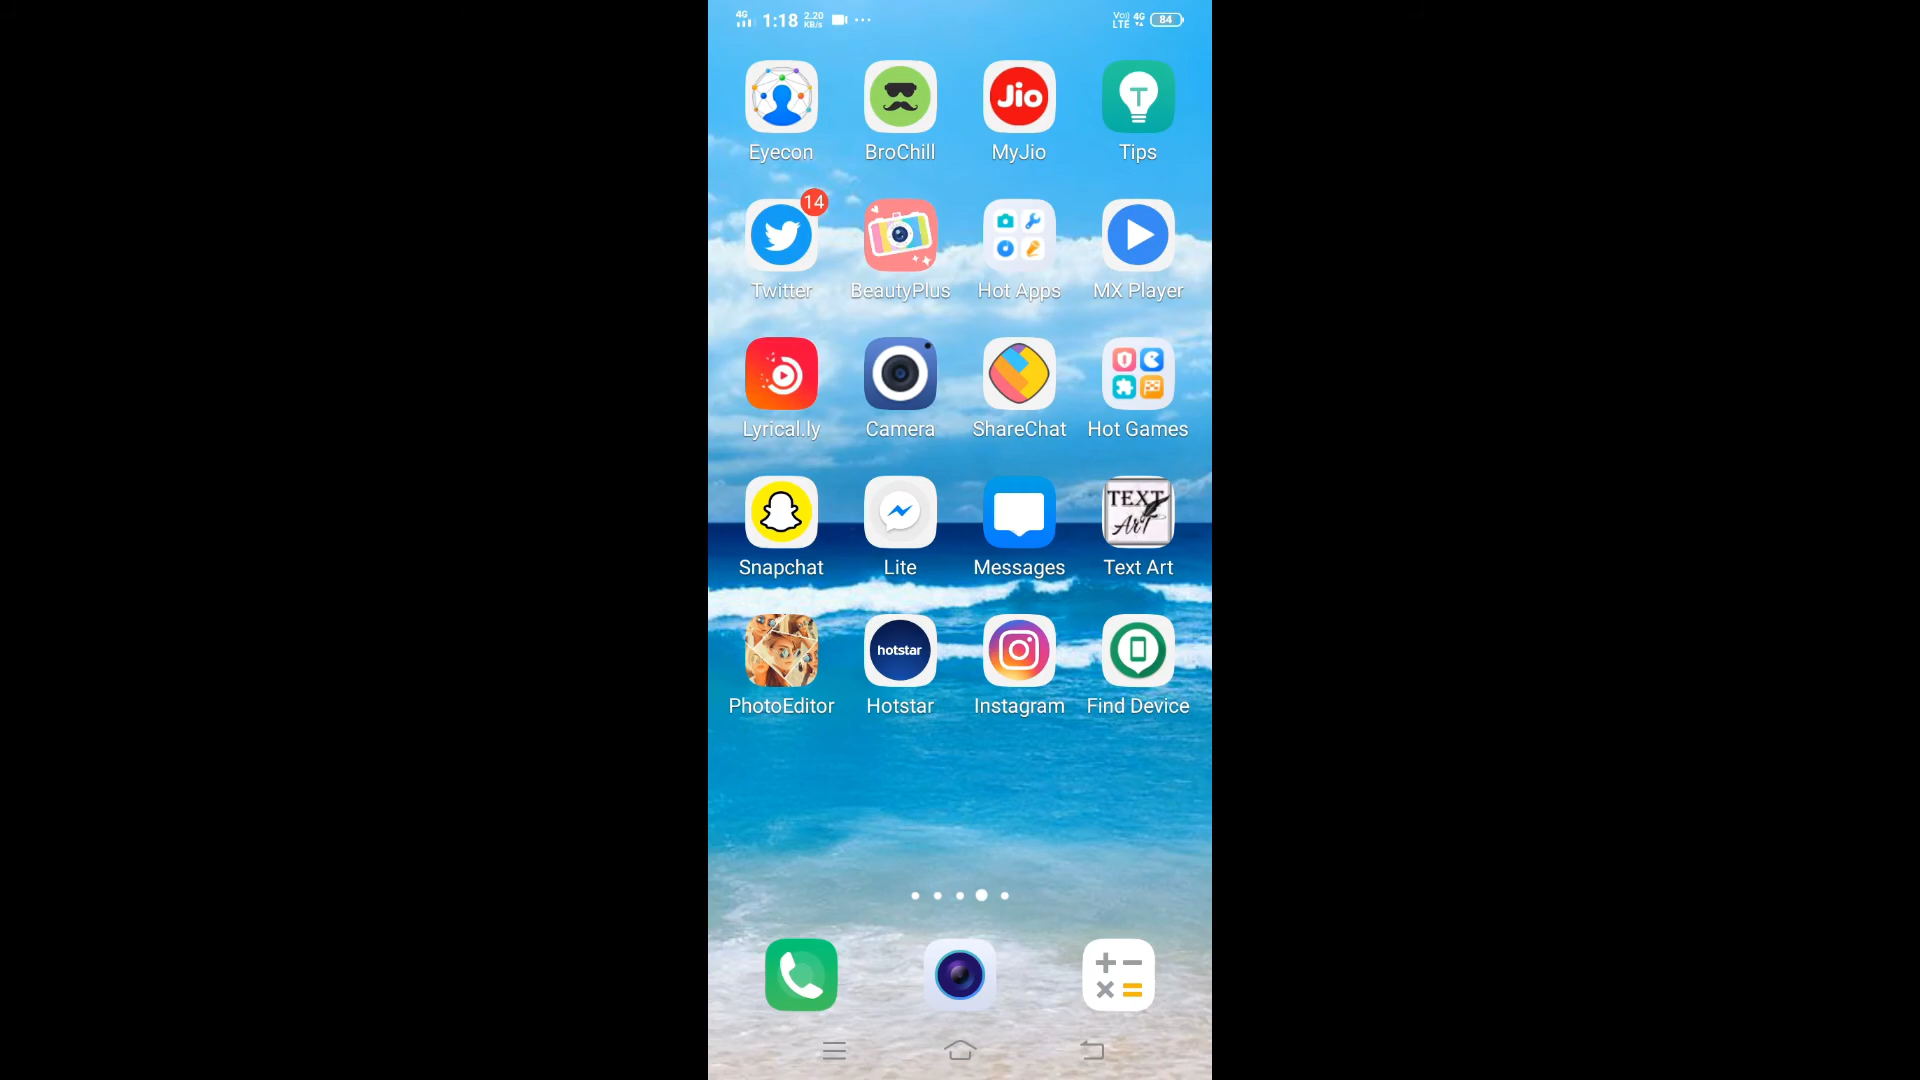 4G 1:18 2.20 KB/s ... Vo)) LTE 4G 84
Jio T
Eyecon BroChill MyJio Tips
14
Twitter BeautyPlus Hot Apps MX Player
Lyrical.ly Camera ShareChat Hot Games
TEXT
ArT
Snapchat Lite Messages Text Art
hotstar
PhotoEditor Hotstar Instagram Find Device